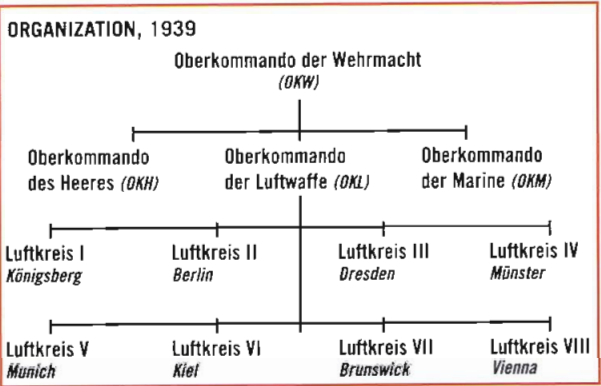 ORGANIZATION, 1939
Oberkommando der Wehrmacht
(OKW)
Oberkommando
des Heeres (OKH)
Oberkommando
der Luftwaffe (OKL)
Oberkommando
der Marine (OKM)
Luftkreis I
Königsberg
Luftkreis II
Berlin
Luftkreis III
Dresden
Luftkreis IV
Münster
Luftkreis V
Munich
Luftkreis VI
Kiel
Luftkreis VII
Brunswick
Luftkreis VIII
Vienna